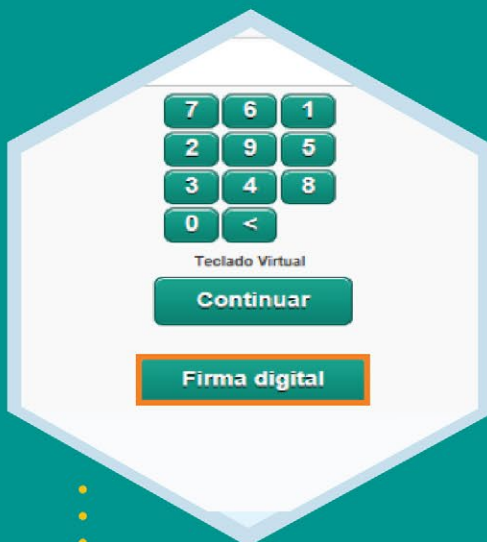 7 6 1
2 9 5
3 4 8
0 <
Teclado Virtual
Continuar
Firma digital